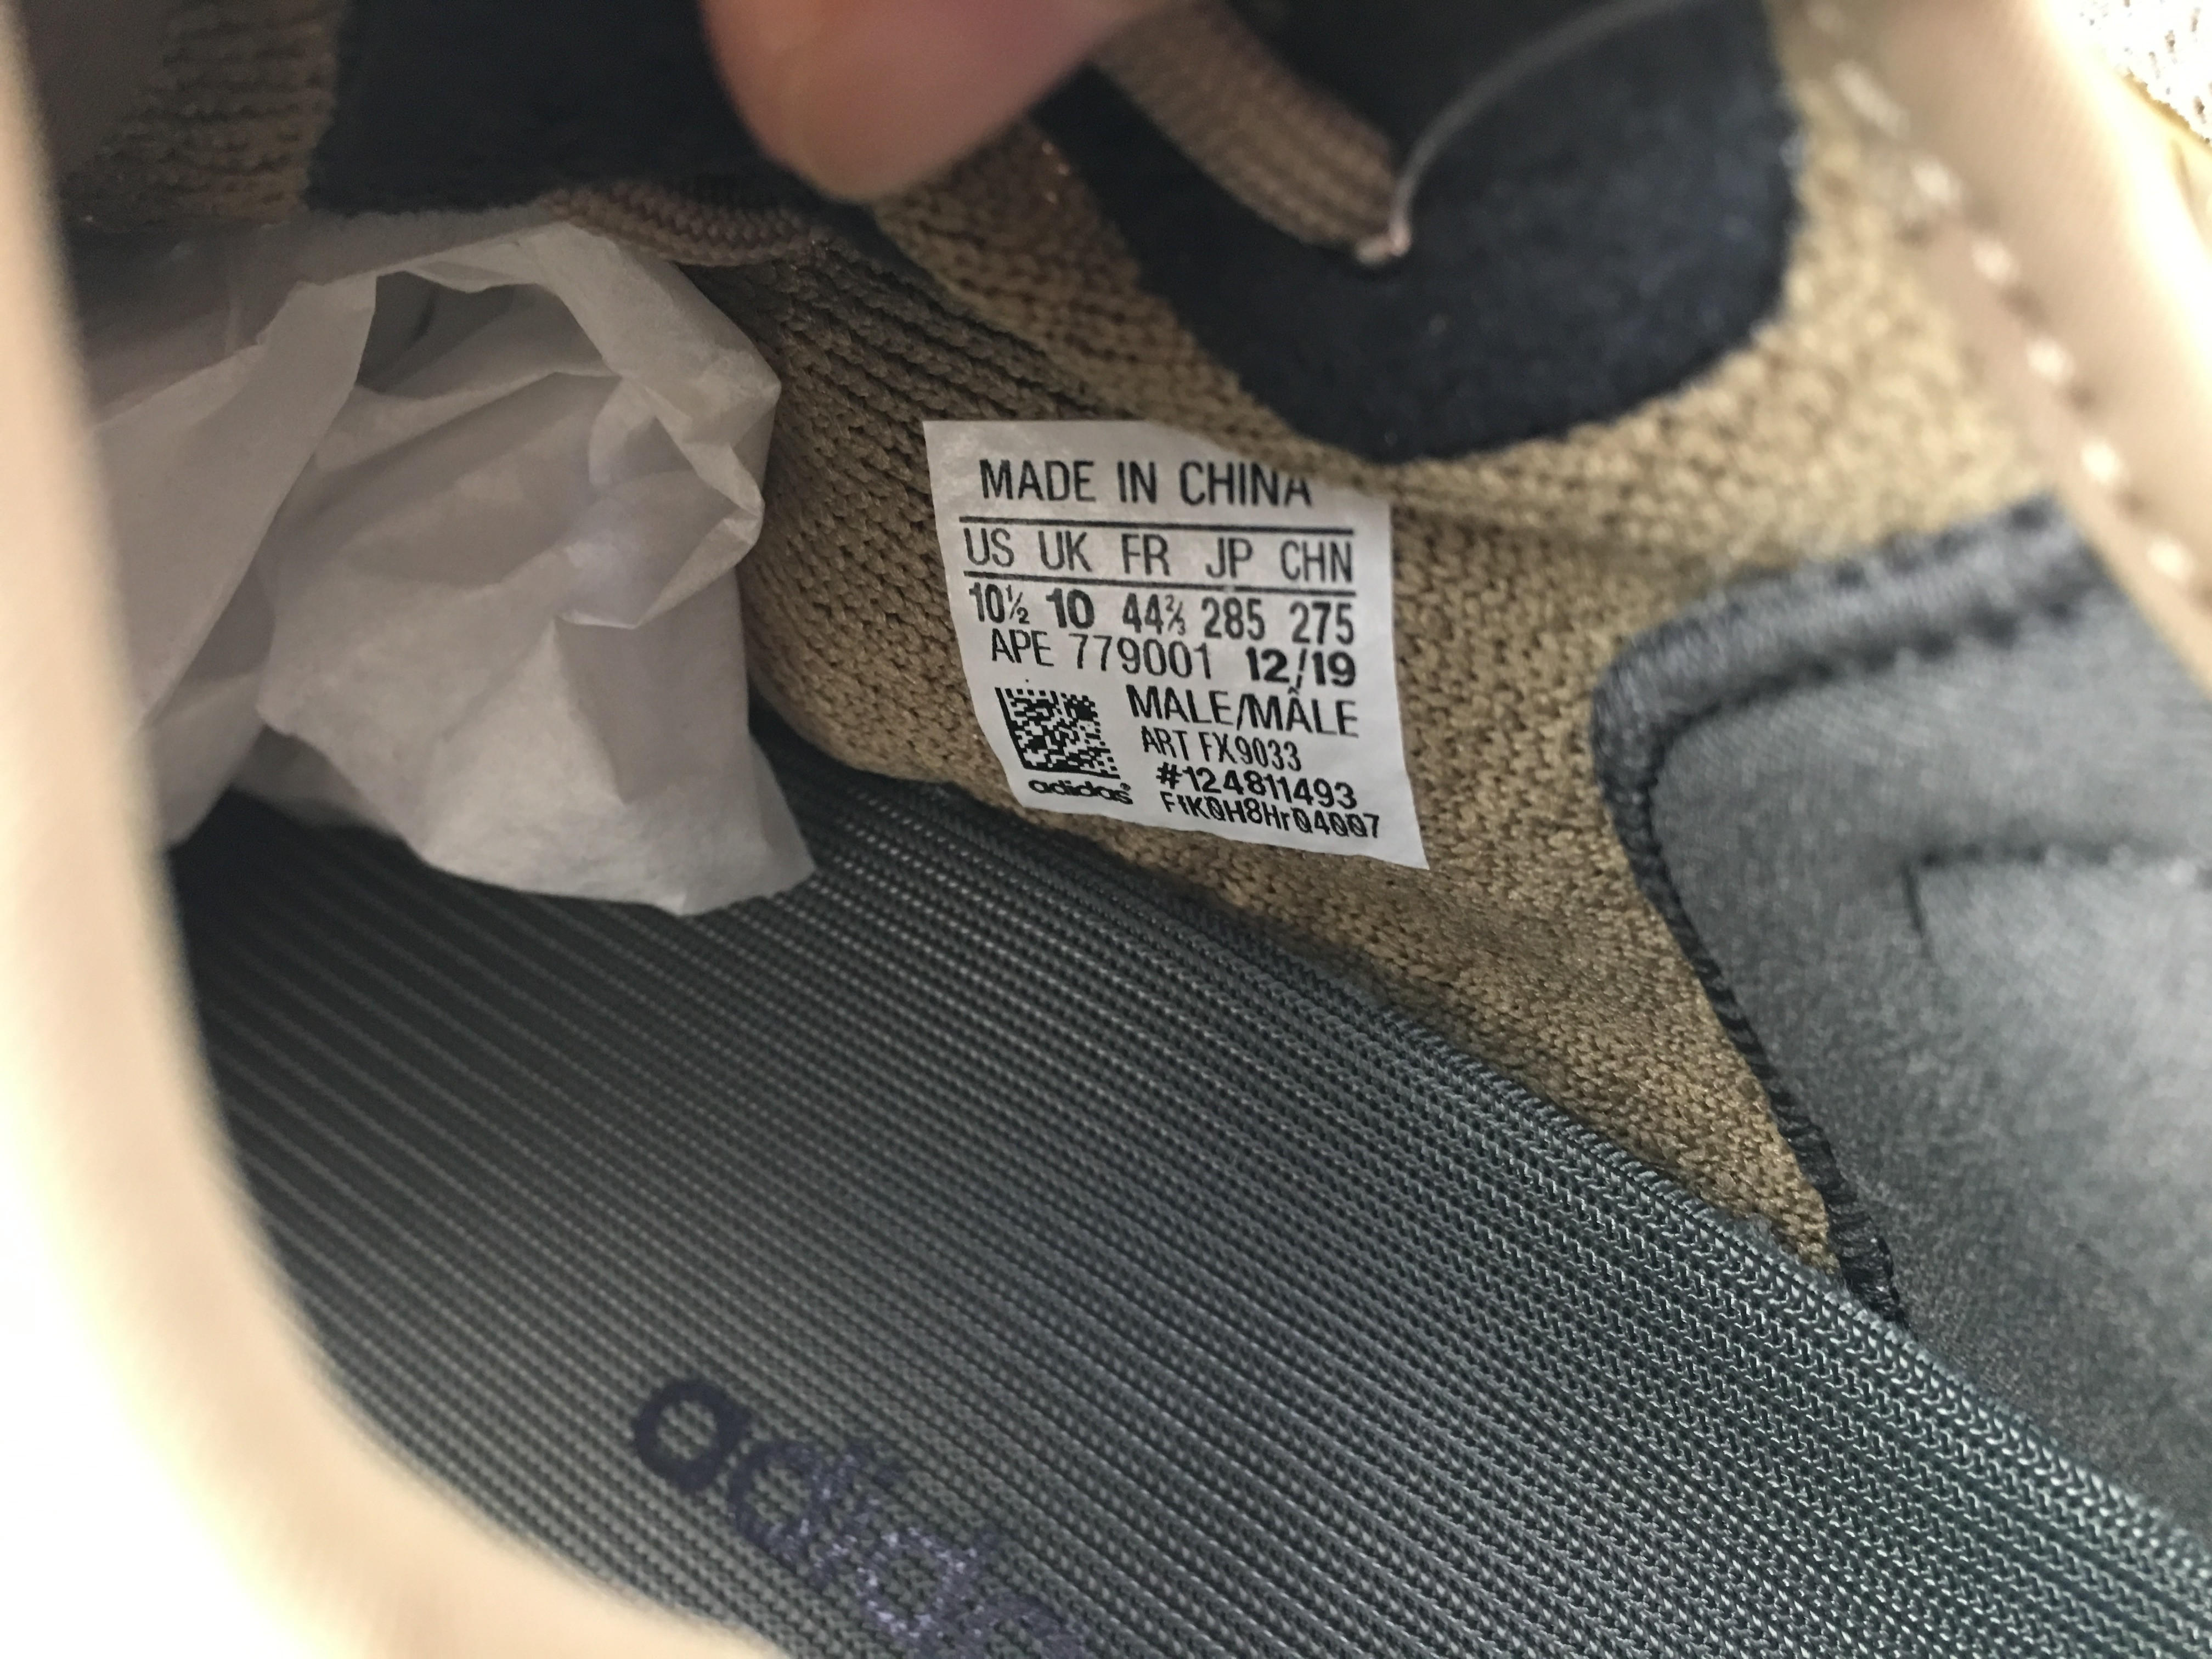 MADE IN CHINA
US UK FR JP CHN
10½ 10 44⅔ 285 275
APE 779001 12/19
MALE/MÂLE
ART FX9033
#124811493
adidas®